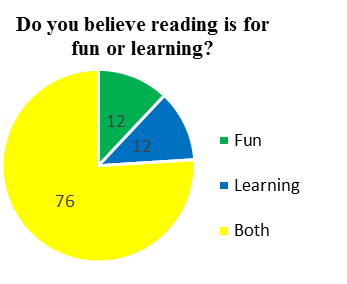 Do you believe reading is for
fun or learning?
12
12
76
Fun
Learning
Both